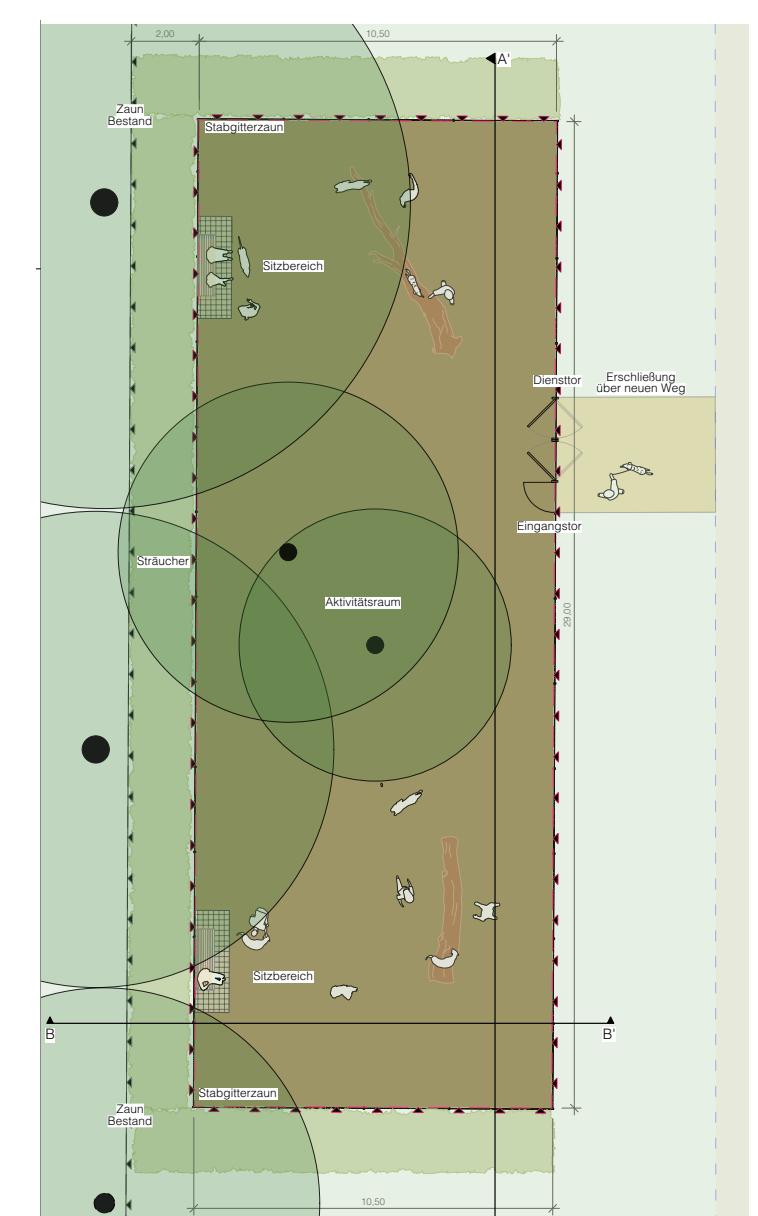 2,00
10,50
A'
Zaun
Bestand
Stabgitterzaun
Sitzbereich
Diensttor
Erschließung
über neuen Weg
Eingangstor
Sträucher
Aktivitätsraum
29,00
Sitzbereich
B
B'
Stabgitterzaun
Zaun
Bestand
10,50